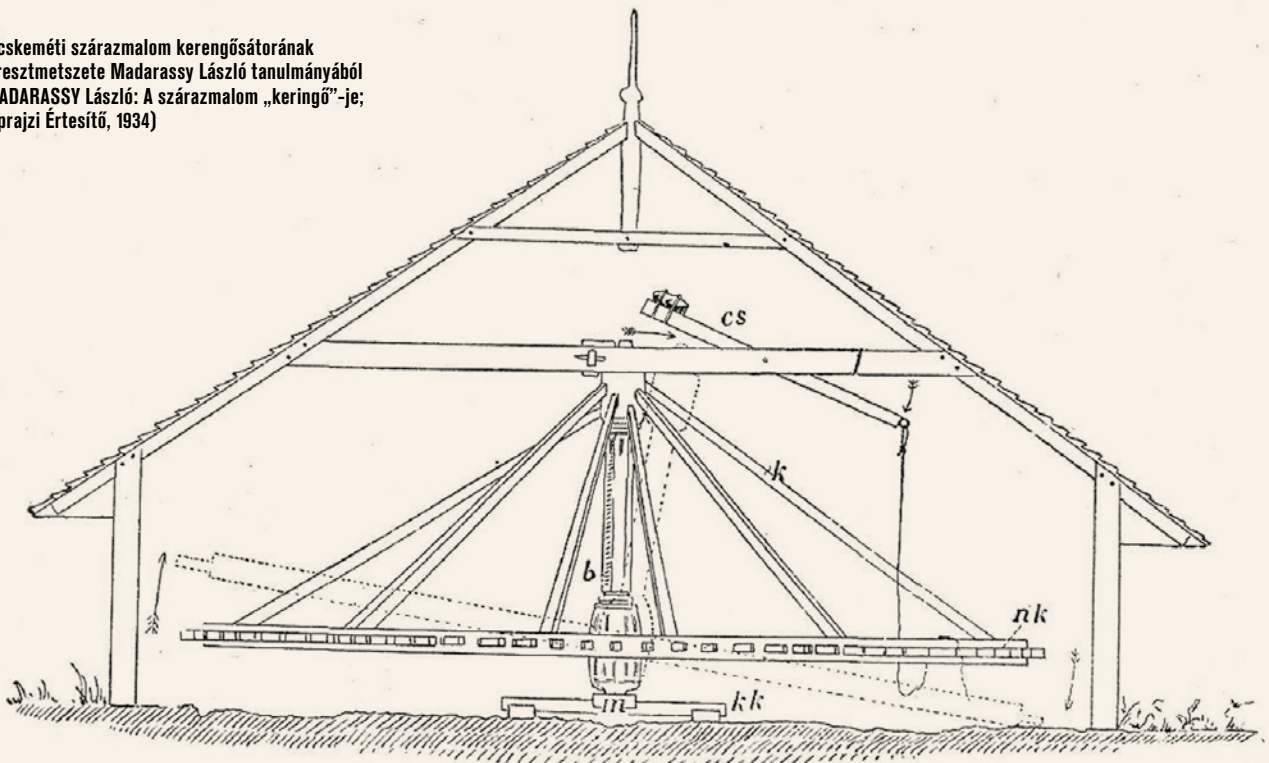 cskeméti szárazmalom kerengősátorának
resztmetszete Madarassy László tanulmányából
ADARASSY László: A szárazmalom „keringő”-je;
prajzi Értesítő, 1934)
cs
k
b
nk
m
kk